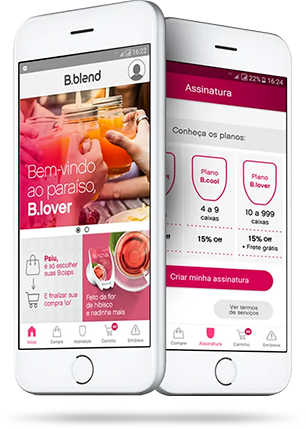 16:22
B.blend
Bem-vindo
ao paraíso,
B.lover
Psiu,
é só escolher
suas B.caps
E finalizar sua
compra \o/
Feito da flor
de hibisco
e nadinha mais
Início
Compre
Assinatura
Carrinho
Em breve
22% 16:24
Assinatura
Conheça os planos:
Plano
B.cool
4 a 9
caixas
15% Off
Plano
B.lover
10 a 999
caixas
15% Off
+ Frete grátis
Criar minha assinatura
Ver termos
de serviços
Compre
Assinatura
Carrinho
Em breve